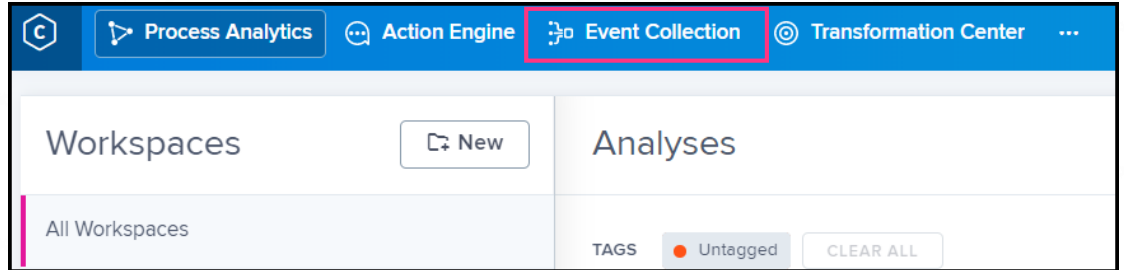 C Process Analytics Action Engine Event Collection Transformation Center ...
Workspaces New Analyses
All Workspaces
TAGS Untagged CLEAR ALL